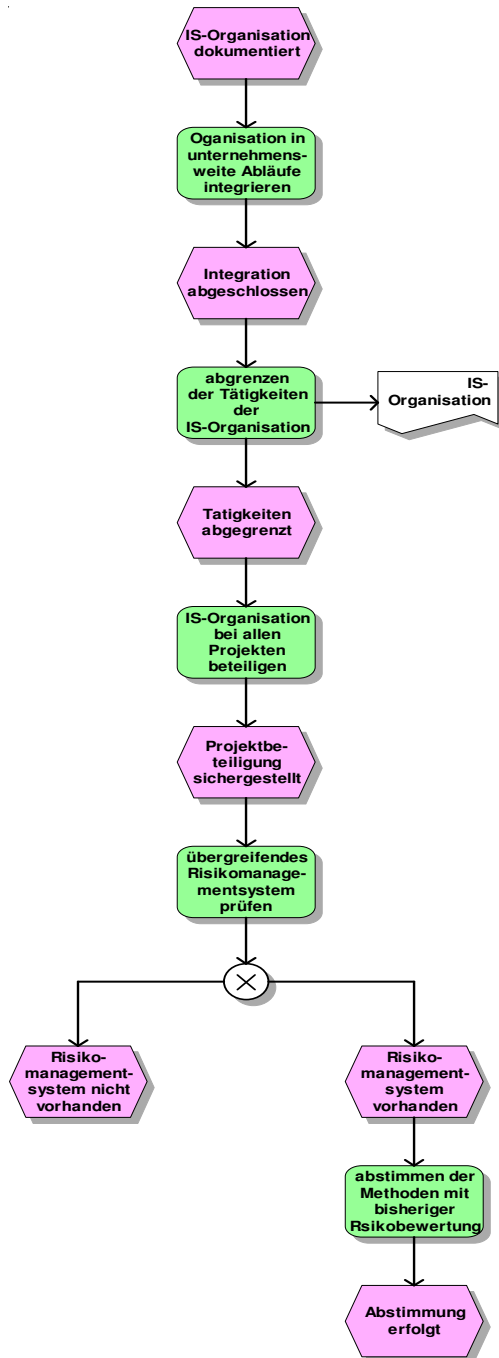 IS-Organisation
dokumentiert
Oganisation in
unternehmens-
weite Abläufe
integrieren
Integration
abgeschlossen
abgrenzen
der Tätigkeiten
der
IS-Organisation
IS-
Organisation
Tatigkeiten
abgegrenzt
IS-Organisation
bei allen
Projekten
beteiligen
Projektbe-
teiligung
sichergestellt
übergreifendes
Risikomanage-
mentsystem
prüfen
Risiko-
management-
system nicht
vorhanden
Risiko-
management-
system
vorhanden
abstimmen der
Methoden mit
bisheriger
Rsikobewertung
Abstimmung
erfolgt